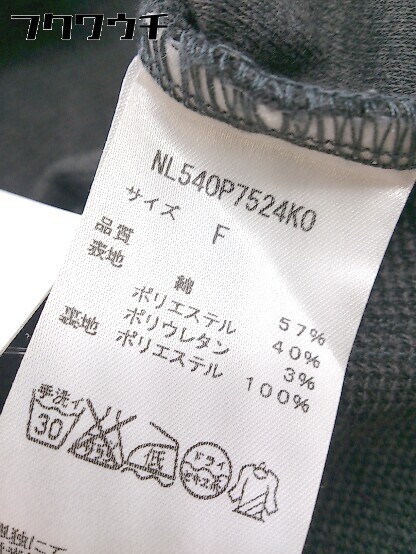 フクウウチ
NL540P7524K0
サイズ F
品質
表地 綿 57%
ポリエステル 40%
ポリウレタン 3%
裏地 ポリエステル 100%
手洗イ
30
低
ドライ